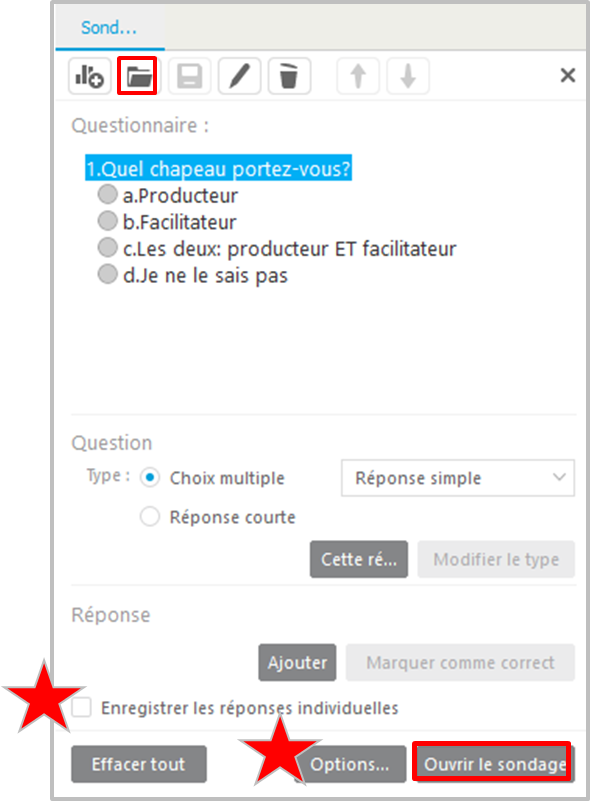 Sond...
Questionnaire :
1.Quel chapeau portez-vous?
a.Producteur
b.Facilitateur
c.Les deux: producteur ET facilitateur
d.Je ne le sais pas
Question
Type : Choix multiple Réponse simple
Réponse courte
Cette ré... Modifier le type
Réponse
Ajouter Marquer comme correct
Enregistrer les réponses individuelles
Effacer tout Options... Ouvrir le sondage